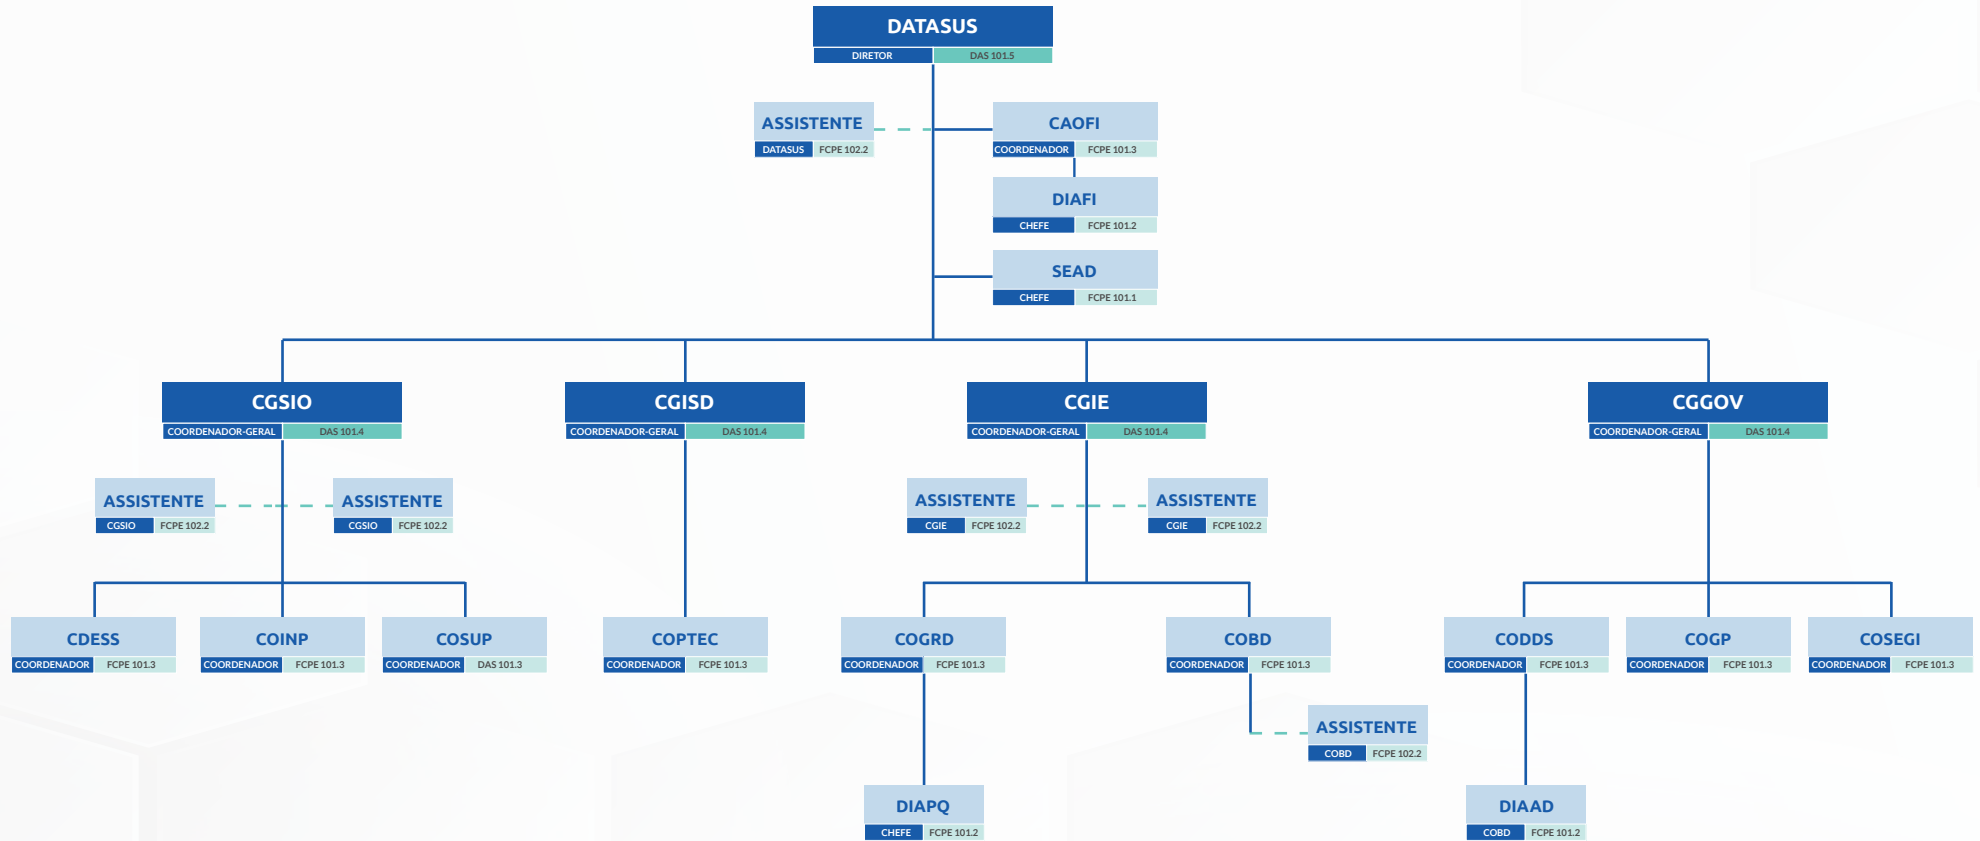 DATASUS
DIRETOR DAS 101.5
ASSISTENTE
DATASUS FCPE 102.2
CAOFI
COORDENADOR FCPE 101.3
DIAFI
CHEFE FCPE 101.2
SEAD
CHEFE FCPE 101.1
CGSIO
COORDENADOR-GERAL DAS 101.4
CGISD
COORDENADOR-GERAL DAS 101.4
CGIE
COORDENADOR-GERAL DAS 101.4
CGGOV
COORDENADOR-GERAL DAS 101.4
ASSISTENTE
CGSIO FCPE 102.2
ASSISTENTE
CGSIO FCPE 102.2
ASSISTENTE
CGIE FCPE 102.2
ASSISTENTE
CGIE FCPE 102.2
CDESS
COORDENADOR FCPE 101.3
COINP
COORDENADOR FCPE 101.3
COSUP
COORDENADOR DAS 101.3
COPTEC
COORDENADOR FCPE 101.3
COGRD
COORDENADOR FCPE 101.3
COBD
COORDENADOR FCPE 101.3
CODDS
COORDENADOR FCPE 101.3
COGP
COORDENADOR FCPE 101.3
COSEGI
COORDENADOR FCPE 101.3
ASSISTENTE
COBD FCPE 102.2
DIAPQ
CHEFE FCPE 101.2
DIAAD
COBD FCPE 101.2